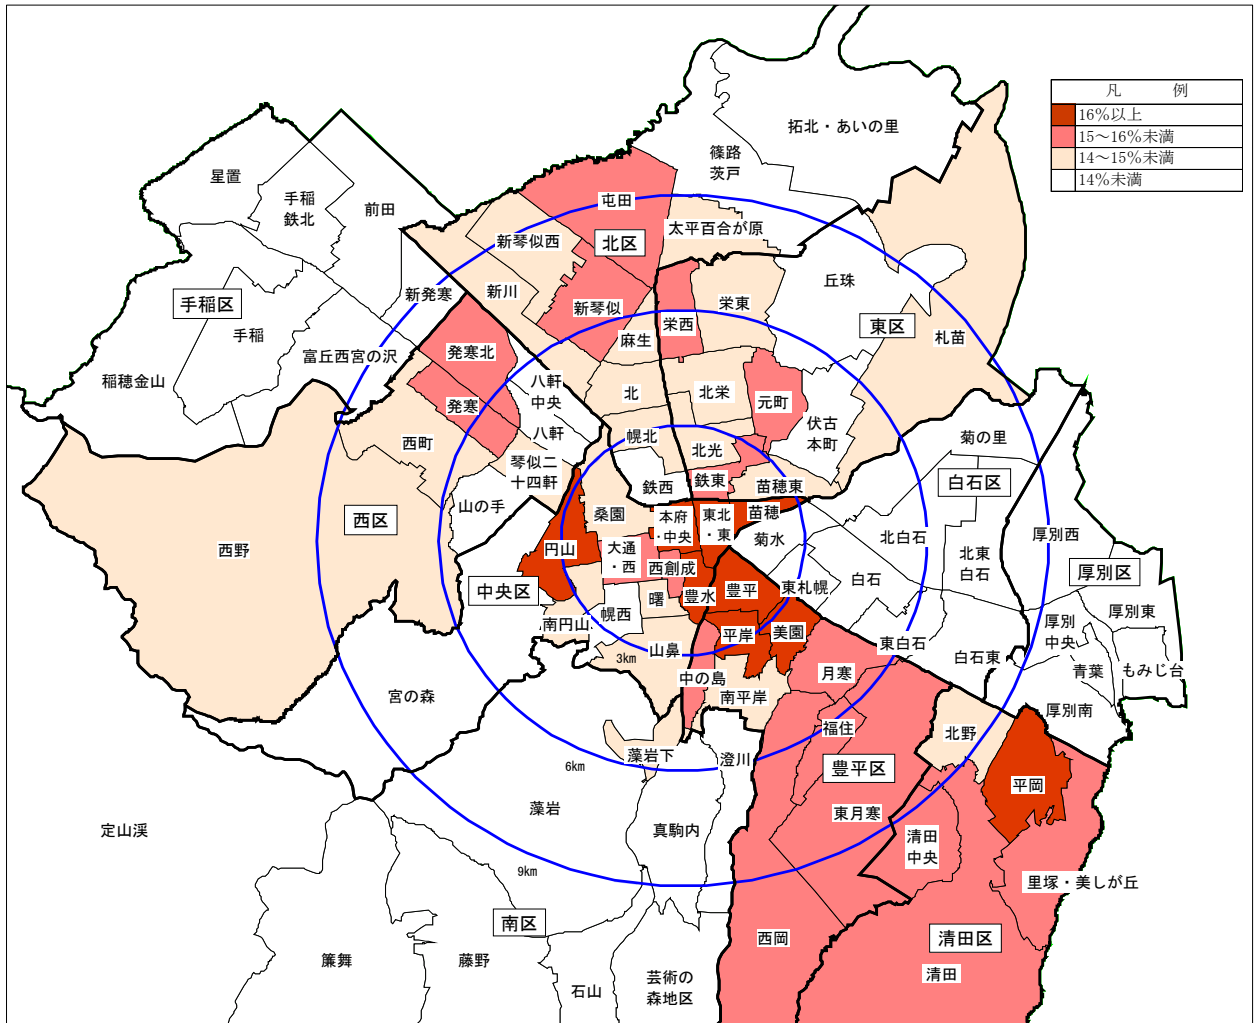 凡　例
16%以上
15～16%未満
14～15%未満
14%未満
拓北・あいの里
篠路
茨戸
星置
手稲
鉄北
前田
屯田
太平百合が原
新琴似西
北区
丘珠
手稲区
新発寒
新川
新琴似
栄東
栄西
東区
手稲
麻生
札苗
富丘西宮の沢
発寒北
稲穂金山
八軒
中央
北
北栄
元町
発寒
伏古
本町
西町
八軒
幌北
北光
菊の里
琴似二
十四軒
鉄西
鉄東
苗穂東
白石区
山の手
西区
桑園
本府
・中央
東北
・東
苗穂
菊水
北白石
厚別西
西野
円山
大通
・西
西創成
北東
白石
厚別区
中央区
豊水
豊平
東札幌
白石
曙
幌西
厚別東
南円山
平岸
美園
厚別
中央
山鼻
東白石
3km
白石東
中の島
月寒
青葉
もみじ台
宮の森
南平岸
厚別南
福住
北野
藻岩下
澄川
6km
豊平区
平岡
藻岩
東月寒
定山渓
真駒内
清田
中央
9km
里塚・美しが丘
南区
西岡
清田区
簾舞
藤野
清田
石山
芸術の
森地区